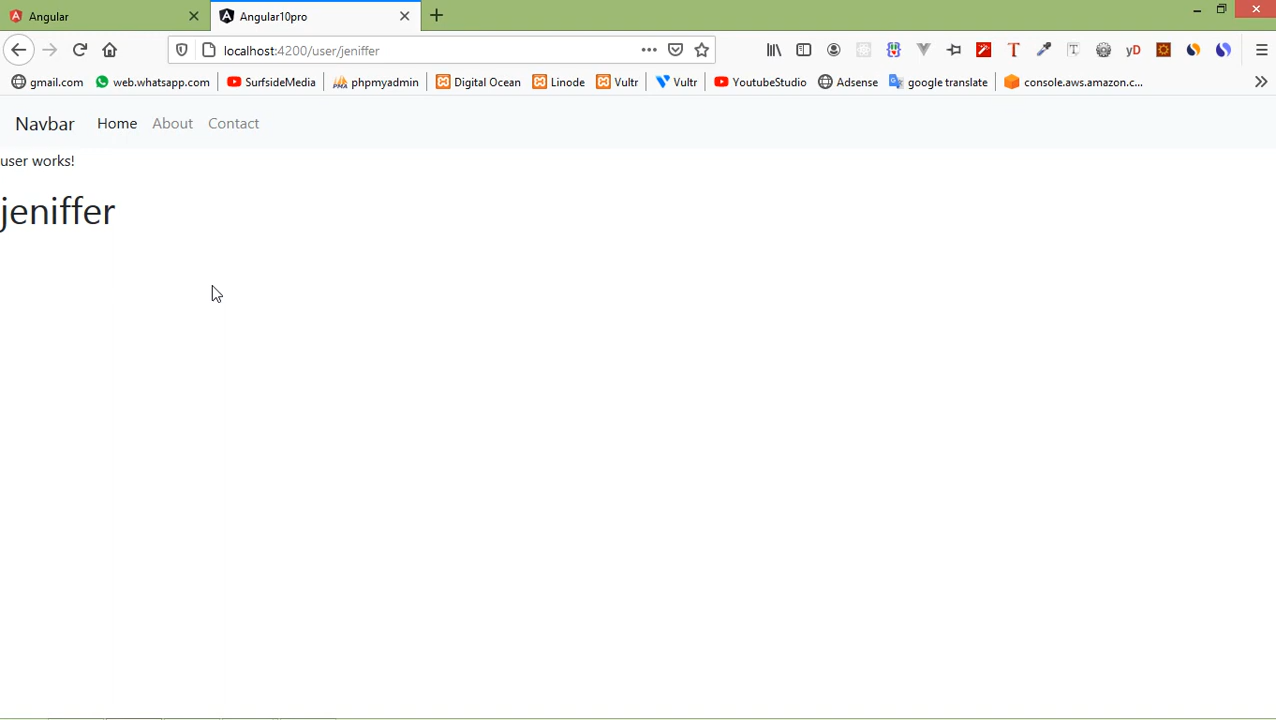 Angular
Angular10pro
localhost:4200/user/jeniffer
gmail.com web.whatsapp.com SurfsideMedia phpmyadmin Digital Ocean Linode Vultr Vultr YoutubeStudio Adsense google translate console.aws.amazon.c...
Navbar Home About Contact
user works!
jeniffer